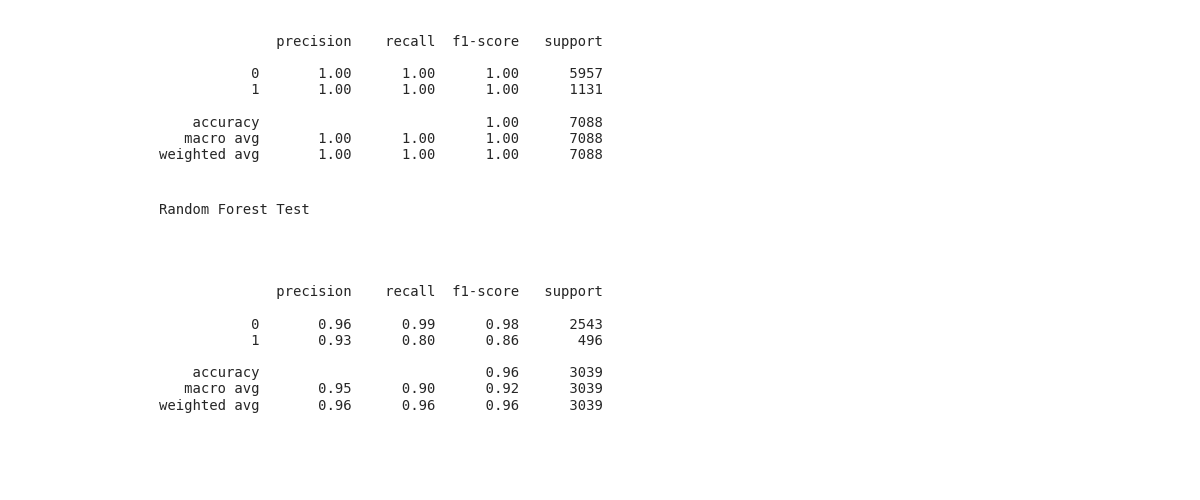 precision recall f1-score support
0 1.00 1.00 1.00 5957
1 1.00 1.00 1.00 1131
accuracy 1.00 7088
macro avg 1.00 1.00 1.00 7088
weighted avg 1.00 1.00 1.00 7088
Random Forest Test
precision recall f1-score support
0 0.96 0.99 0.98 2543
1 0.93 0.80 0.86 496
accuracy 0.96 3039
macro avg 0.95 0.90 0.92 3039
weighted avg 0.96 0.96 0.96 3039